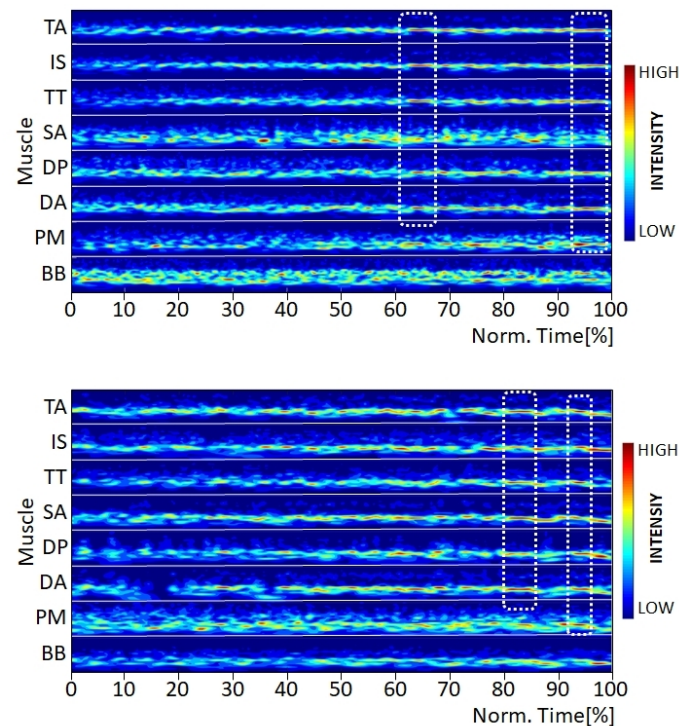 TA
IS
TT
SA
DP
DA
PM
BB
Muscle
0 10 20 30 40 50 60 70 80 90 100
Norm. Time[%]
HIGH
INTENSITY
LOW
TA
IS
TT
SA
DP
DA
PM
BB
Muscle
0 10 20 30 40 50 60 70 80 90 100
Norm. Time[%]
HIGH
INTENSIY
LOW